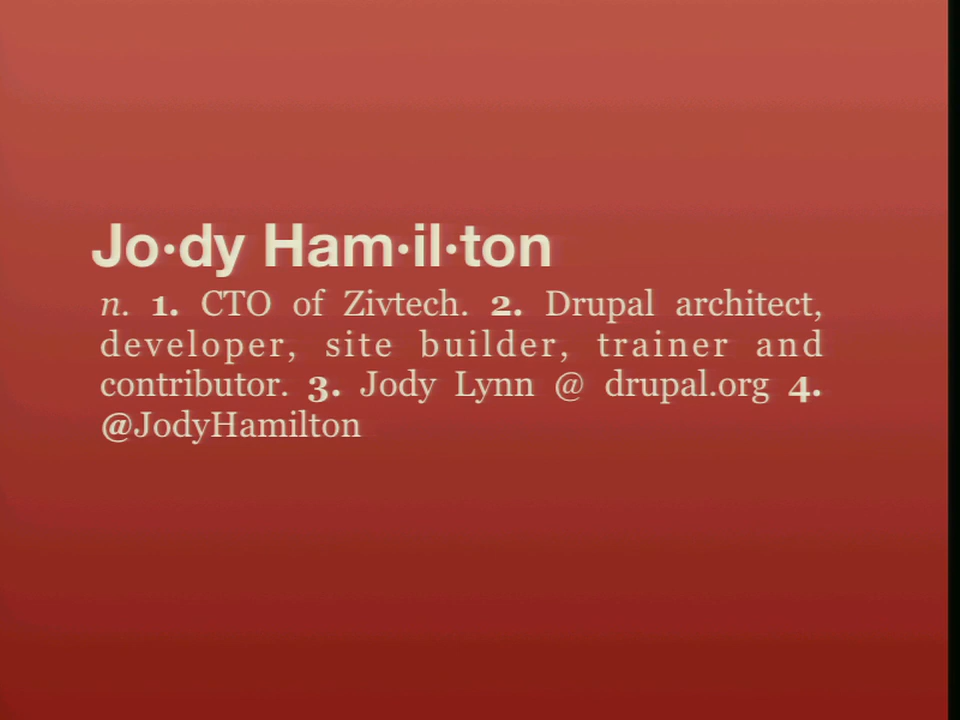 Jo·dy Ham·il·ton
n. 1. CTO of Zivtech. 2. Drupal architect,
developer, site builder, trainer and
contributor. 3. Jody Lynn @ drupal.org 4.
@JodyHamilton